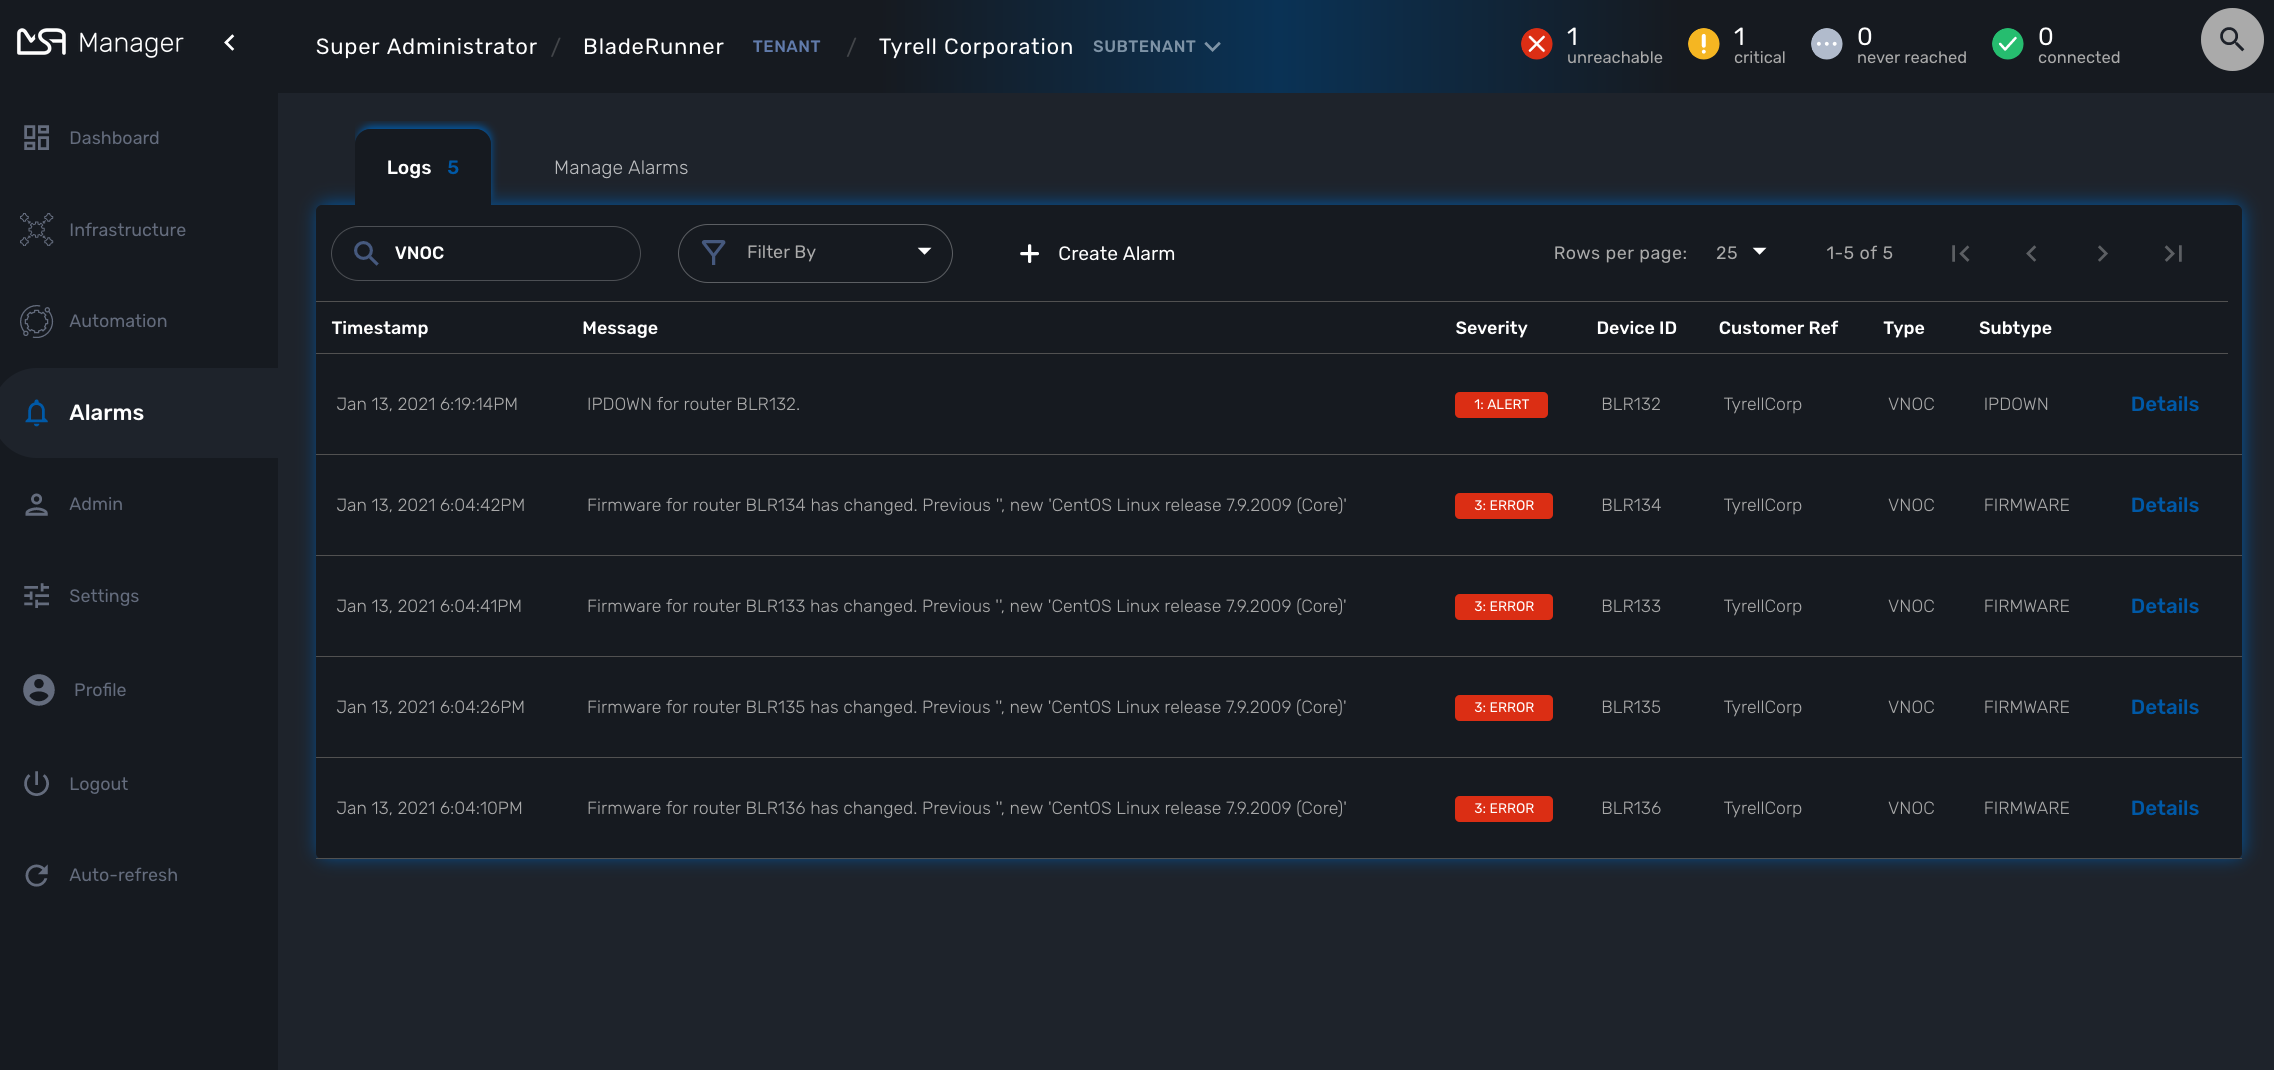 MSA Manager
Super Administrator / BladeRunner TENANT / Tyrell Corporation SUBTENANT
1 unreachable
1 critical
0 never reached
0 connected
Dashboard
Infrastructure
Automation
Alarms
Admin
Settings
Profile
Logout
Auto-refresh
Logs 5
Manage Alarms
VNOC
Filter By
+ Create Alarm
Rows per page: 25
1-5 of 5
Timestamp Message Severity Device ID Customer Ref Type Subtype
Jan 13, 2021 6:19:14PM IPDOWN for router BLR132. 1: ALERT BLR132 TyrellCorp VNOC IPDOWN Details
Jan 13, 2021 6:04:42PM Firmware for router BLR134 has changed. Previous '', new 'CentOS Linux release 7.9.2009 (Core)' 3: ERROR BLR134 TyrellCorp VNOC FIRMWARE Details
Jan 13, 2021 6:04:41PM Firmware for router BLR133 has changed. Previous '', new 'CentOS Linux release 7.9.2009 (Core)' 3: ERROR BLR133 TyrellCorp VNOC FIRMWARE Details
Jan 13, 2021 6:04:26PM Firmware for router BLR135 has changed. Previous '', new 'CentOS Linux release 7.9.2009 (Core)' 3: ERROR BLR135 TyrellCorp VNOC FIRMWARE Details
Jan 13, 2021 6:04:10PM Firmware for router BLR136 has changed. Previous '', new 'CentOS Linux release 7.9.2009 (Core)' 3: ERROR BLR136 TyrellCorp VNOC FIRMWARE Details